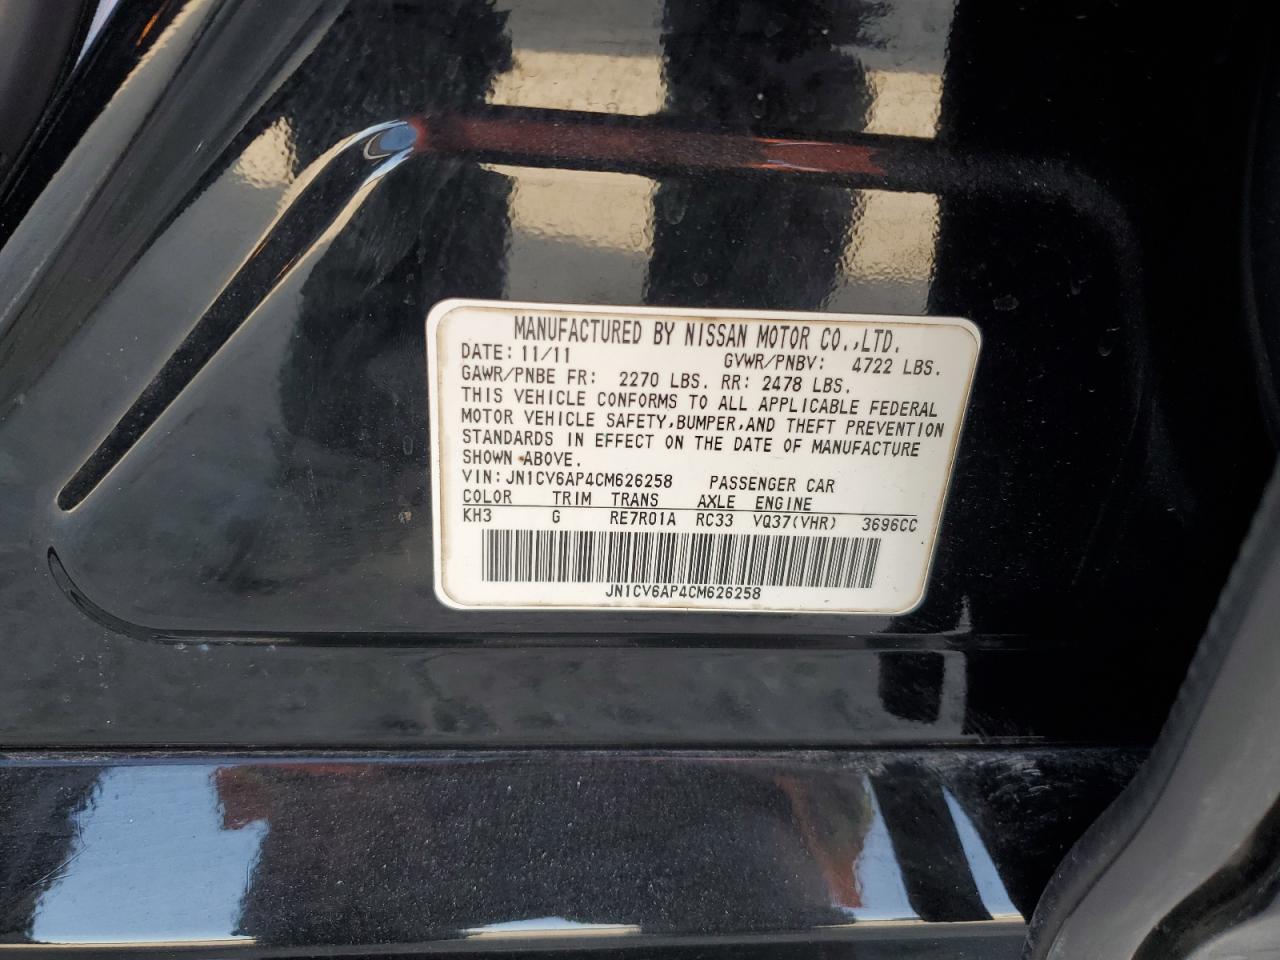 MANUFACTURED BY NISSAN MOTOR CO.,LTD.
DATE: 11/11 GVWR/PNBV: 4722 LBS.
GAWR/PNBE FR: 2270 LBS. RR: 2478 LBS.
THIS VEHICLE CONFORMS TO ALL APPLICABLE FEDERAL
MOTOR VEHICLE SAFETY,BUMPER,AND THEFT PREVENTION
STANDARDS IN EFFECT ON THE DATE OF MANUFACTURE
SHOWN ABOVE.
VIN: JN1CV6AP4CM626258 PASSENGER CAR
COLOR TRIM TRANS AXLE ENGINE
KH3 G RE7R01A RC33 VQ37(VHR) 3696CC
JN1CV6AP4CM626258